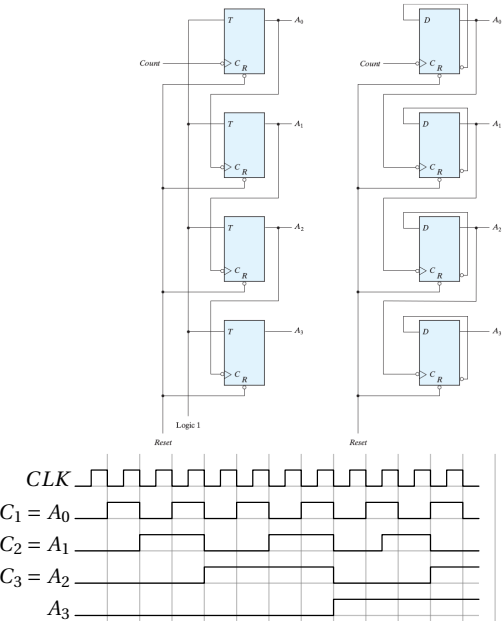 T A₀ D A₀
Count C Count C
R R
T A₁ D A₁
C C
R R
T A₂ D A₂
C C
R R
T A₃ D A₃
C C
R R
Logic 1
Reset Reset
CLK
C₁ = A₀
C₂ = A₁
C₃ = A₂
A₃